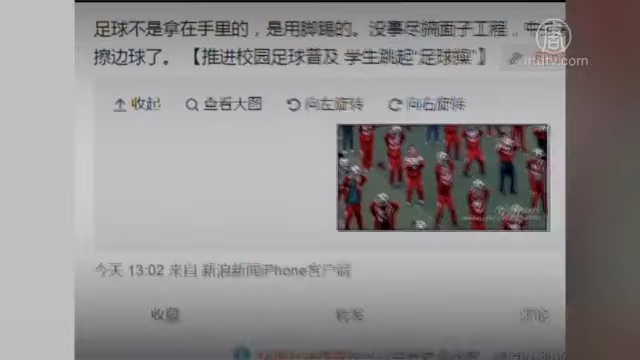 足球不是拿在手里的，是用脚踢的。没事尽搞面子工程，
擦边球了。【推进校园足球普及 学生跳起“足球操”】
ntdtv.com
收起 查看大图 向左旋转 向右旋转
今天 13:02 来自 新浪新闻iPhone客户端
收藏 转发 评论